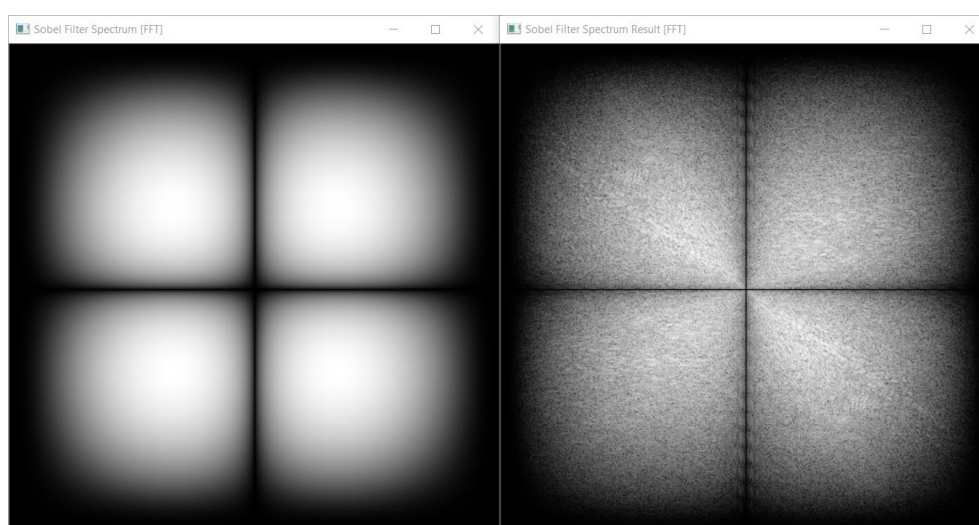 Sobel Filter Spectrum [FFT]
Sobel Filter Spectrum Result [FFT]